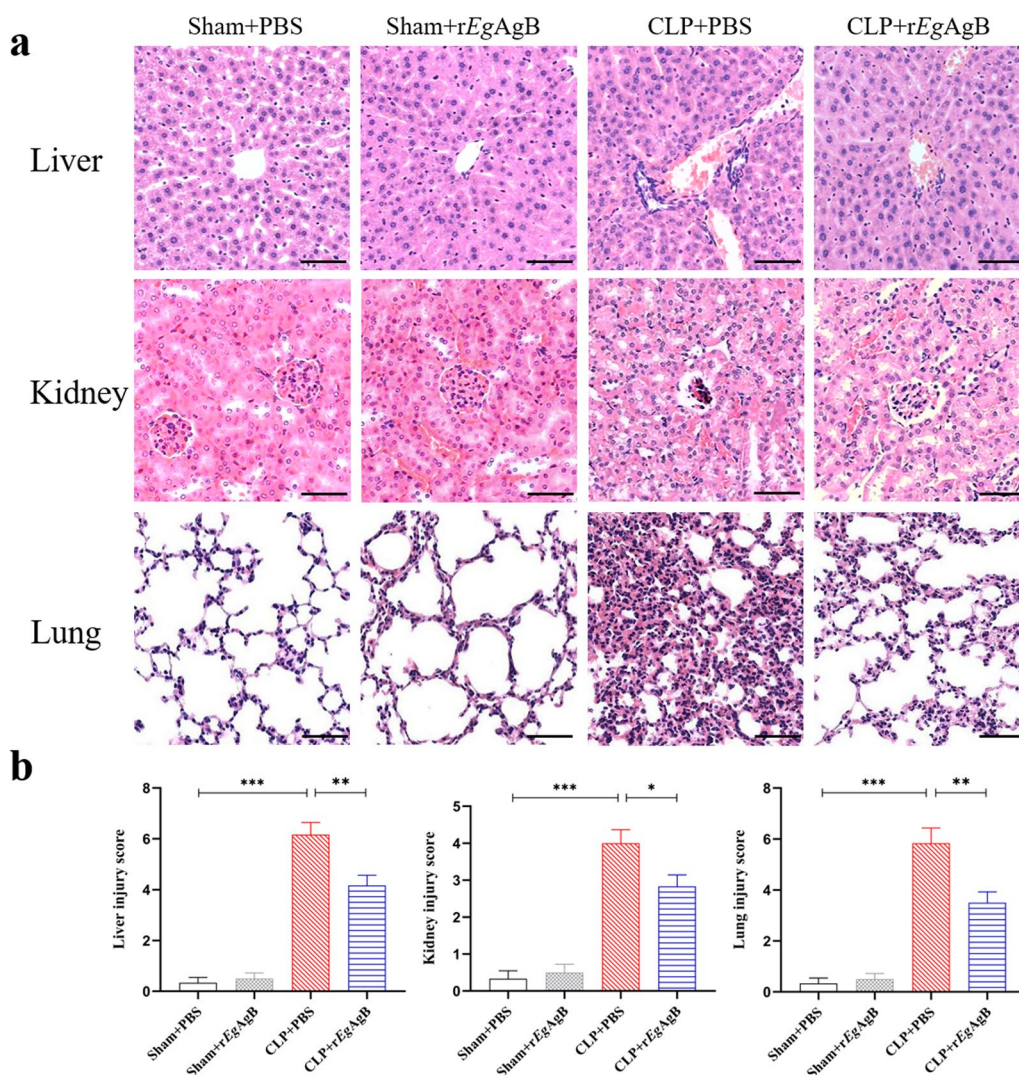 a
Sham+PBS Sham+rEgAgB CLP+PBS CLP+rEgAgB
Liver
Kidney
Lung
b
Liver injury score
8
6
4
2
0
*** **
Sham+PBS
Sham+rEgAgB
CLP+PBS
CLP+rEgAgB
Kidney injury score
5
4
3
2
1
0
*** *
Sham+PBS
Sham+rEgAgB
CLP+PBS
CLP+rEgAgB
Lung injury score
8
6
4
2
0
*** **
Sham+PBS
Sham+rEgAgB
CLP+PBS
CLP+rEgAgB